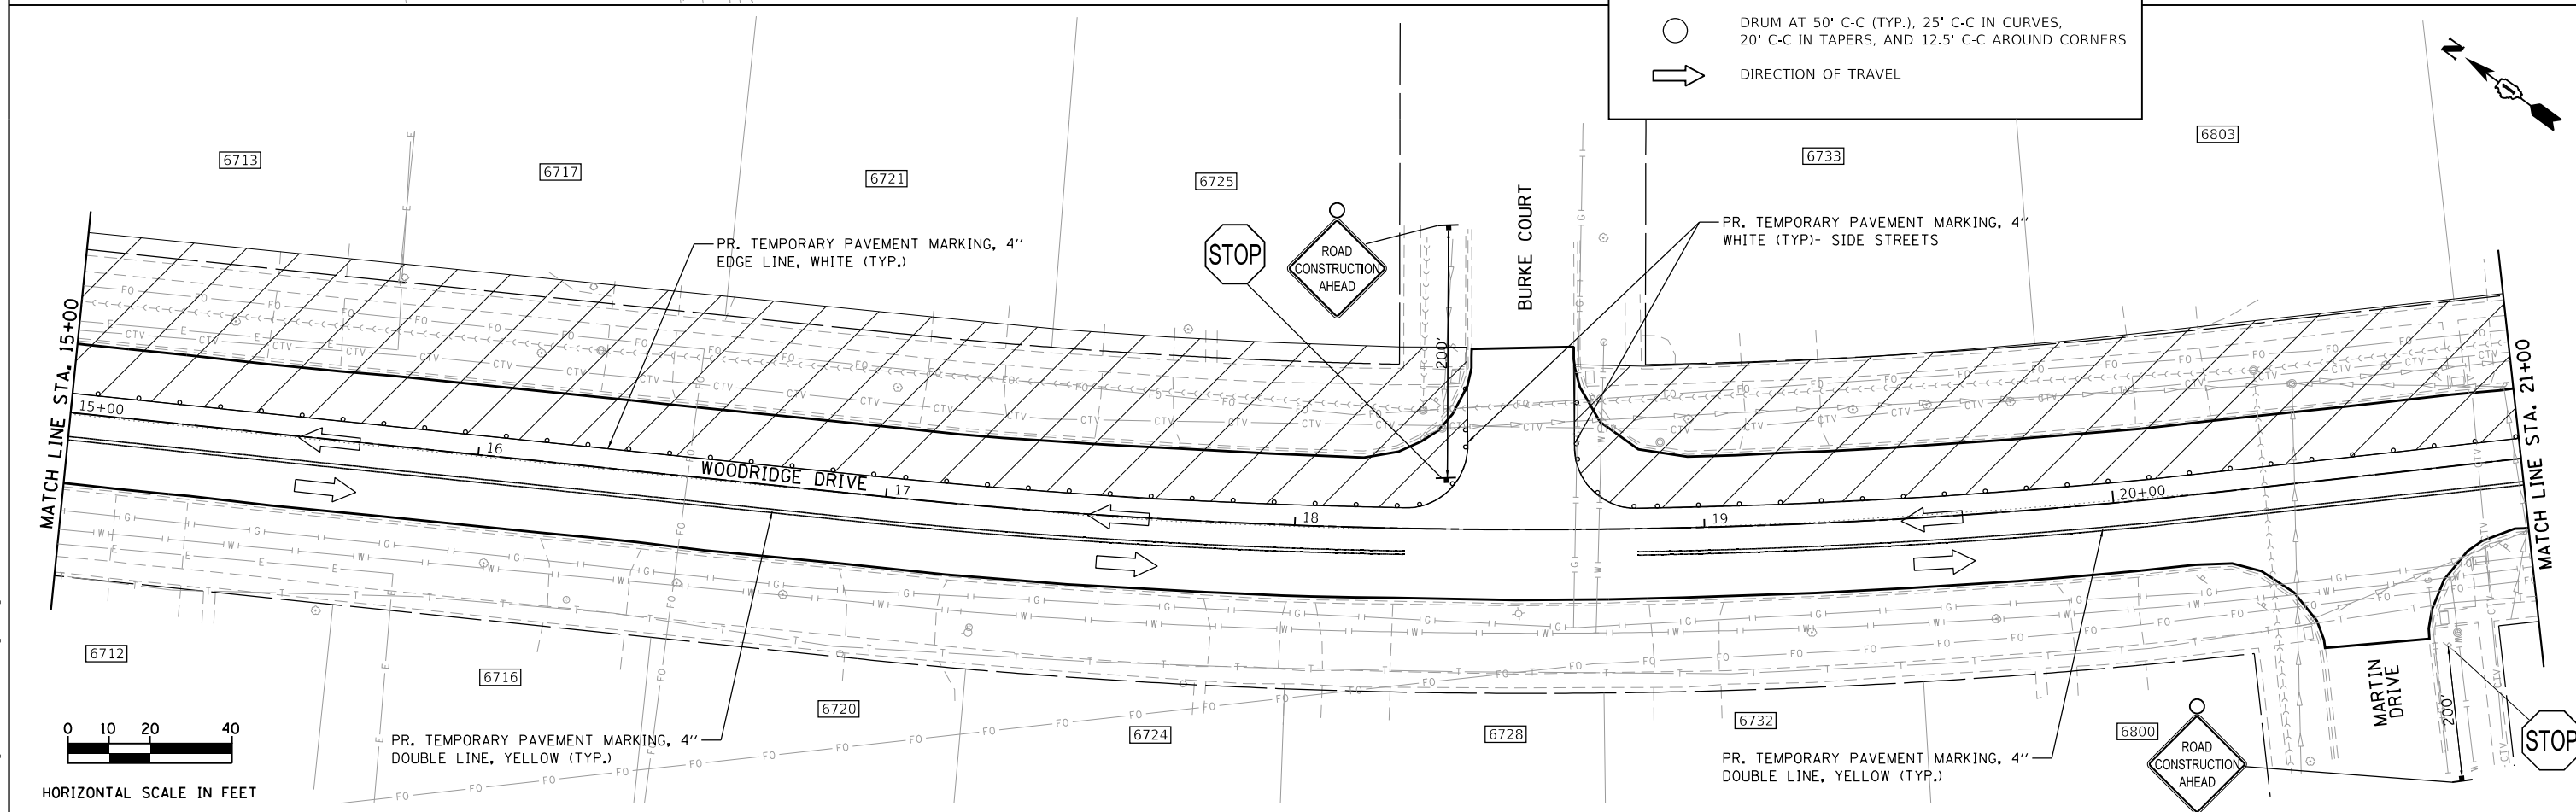 DRUM AT 50' C-C (TYP.), 25' C-C IN CURVES,
20' C-C IN TAPERS, AND 12.5' C-C AROUND CORNERS
DIRECTION OF TRAVEL
N
6713
6717
6721
6725
6733
6803
PR. TEMPORARY PAVEMENT MARKING, 4''
EDGE LINE, WHITE (TYP.)
STOP
ROAD
CONSTRUCTION
AHEAD
200'
BURKE COURT
PR. TEMPORARY PAVEMENT MARKING, 4''
WHITE (TYP)- SIDE STREETS
MATCH LINE STA. 15+00
MATCH LINE STA. 21+00
15+00
16
WOODRIDGE DRIVE
17
18
19
20+00
6712
6716
6720
6724
6728
6732
6800
PR. TEMPORARY PAVEMENT MARKING, 4''
DOUBLE LINE, YELLOW (TYP.)
PR. TEMPORARY PAVEMENT MARKING, 4''
DOUBLE LINE, YELLOW (TYP.)
ROAD
CONSTRUCTION
AHEAD
MARTIN
DRIVE
200'
STOP
0 10 20 40
HORIZONTAL SCALE IN FEET